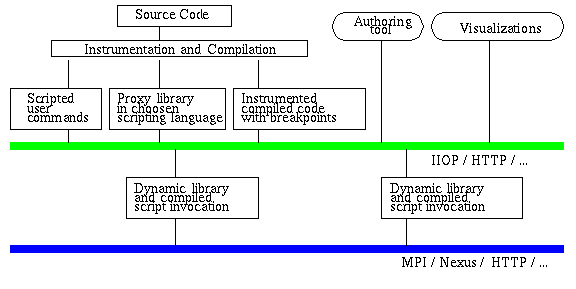 Source Code
Authoring
tool
Visualizations
Instrumentation and Compilation
Scripted
user
commands
Proxy library
in choosen
scripting language
Instrumented
compiled code
with breakpoints
IIOP / HTTP / ...
Dynamic library
and compiled
script invocation
Dynamic library
and compiled
script invocation
MPI / Nexus / HTTP / ...